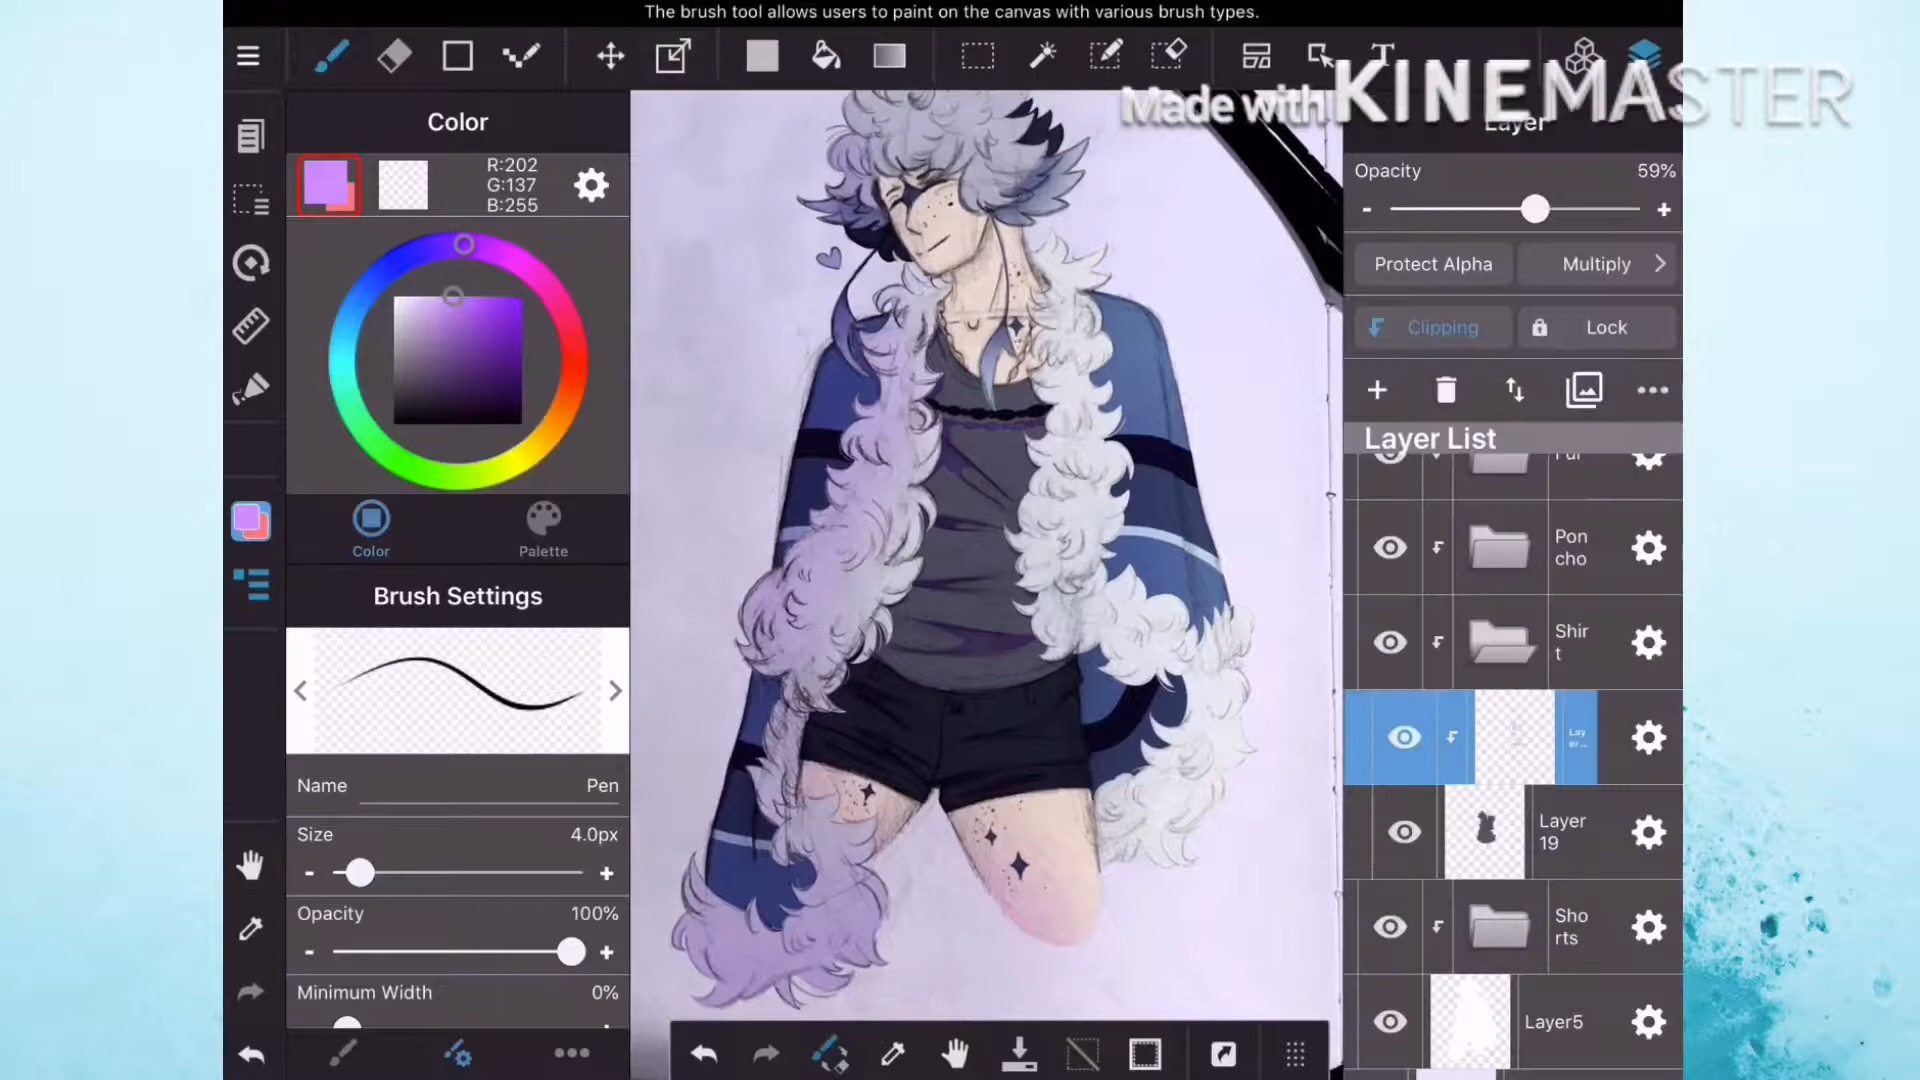 The brush tool allows users to paint on the canvas with various brush types.
Made with KINEMASTER
Color
Layer
R:202
G:137
B:255
Opacity 59%
Protect Alpha
Multiply
Clipping
Lock
Layer List
Color
Palette
Pon
cho
Brush Settings
Shir
t
Lay
er...
Name Pen
Size 4.0px
Layer
19
Opacity 100%
Sho
rts
Minimum Width 0%
Layer5